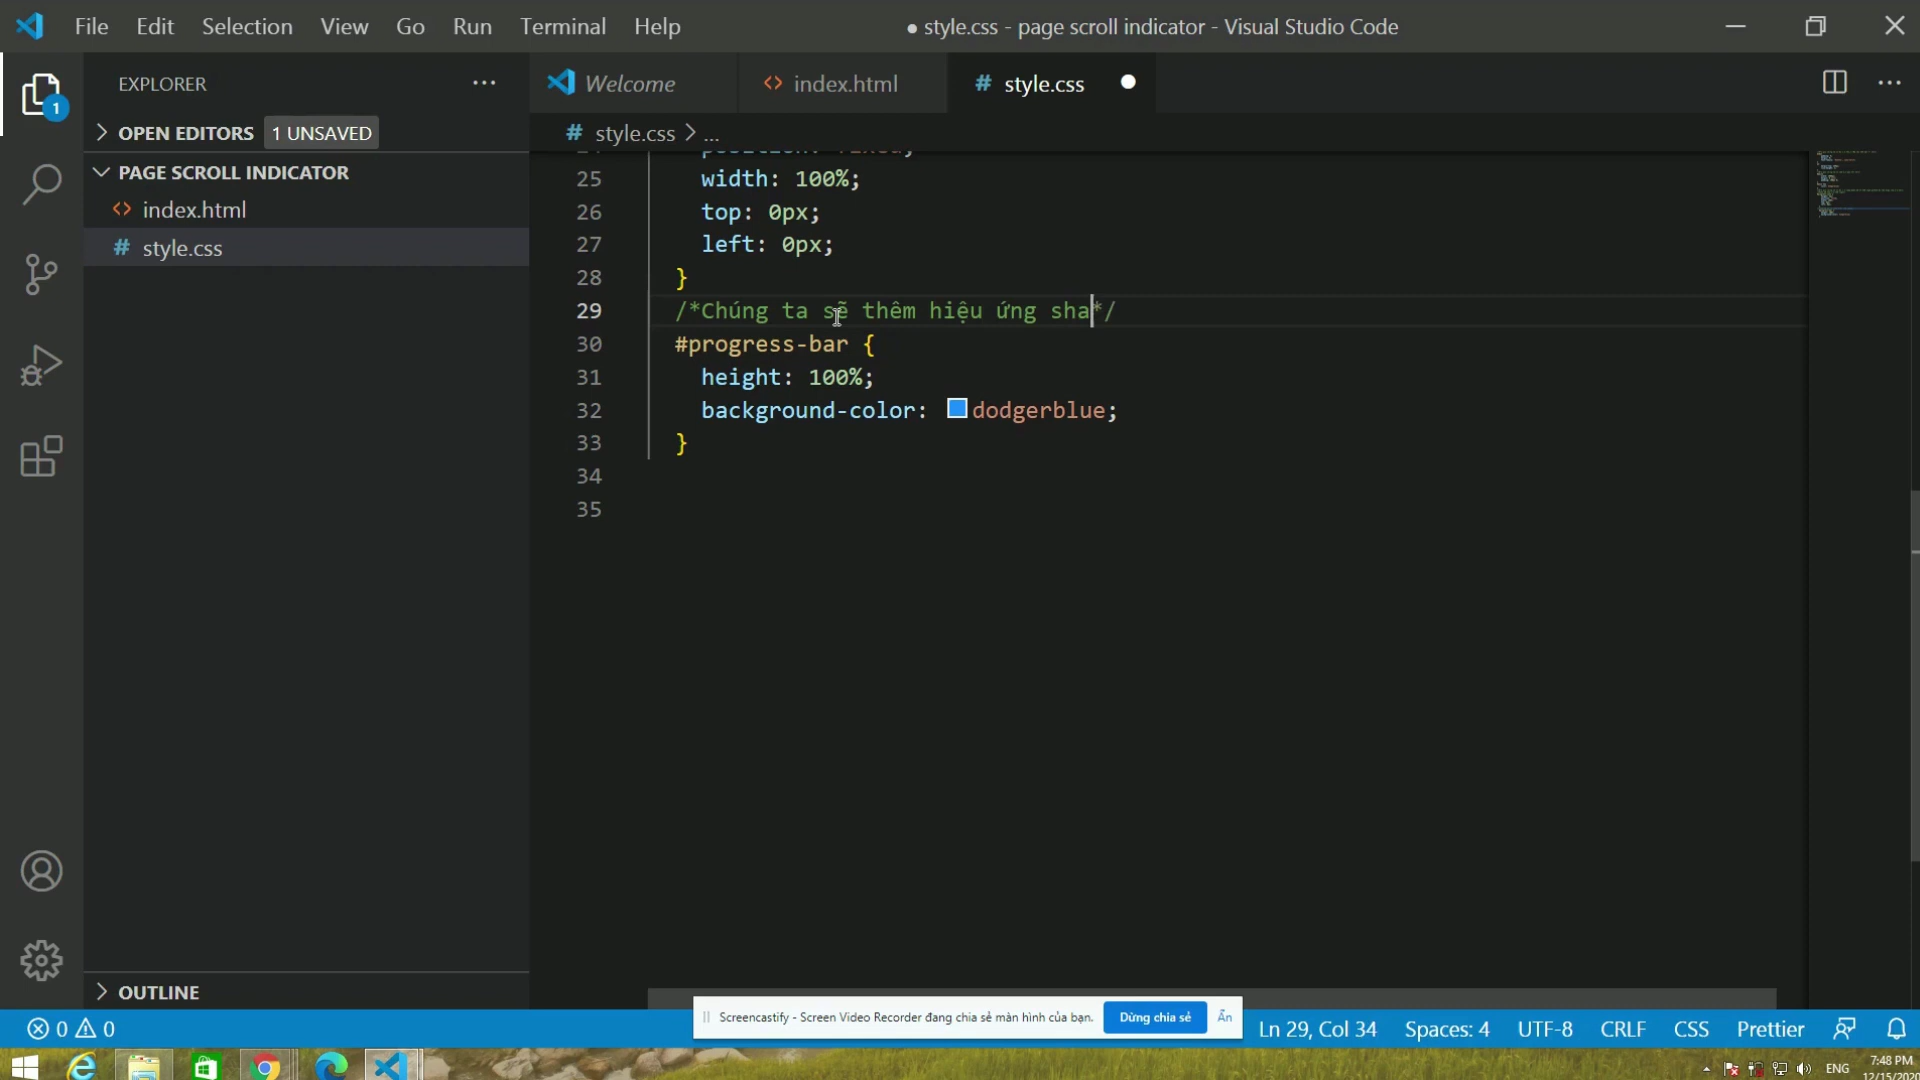 File Edit Selection View Go Run Terminal Help
● style.css - page scroll indicator - Visual Studio Code
EXPLORER
Welcome
index.html
style.css
OPEN EDITORS 1 UNSAVED
style.css > ...
PAGE SCROLL INDICATOR
index.html
style.css
25 width: 100%;
26 top: 0px;
27 left: 0px;
28 }
29 /*Chúng ta sẽ thêm hiệu ứng sha*/
30 #progress-bar {
31 height: 100%;
32 background-color: dodgerblue;
33 }
34
35
OUTLINE
1
Screencastify - Screen Video Recorder đang chia sẻ màn hình của bạn. Dừng chia sẻ Ẩn
0 0
Ln 29, Col 34 Spaces: 4 UTF-8 CRLF CSS Prettier
ENG
7:48 PM
12/15/2020